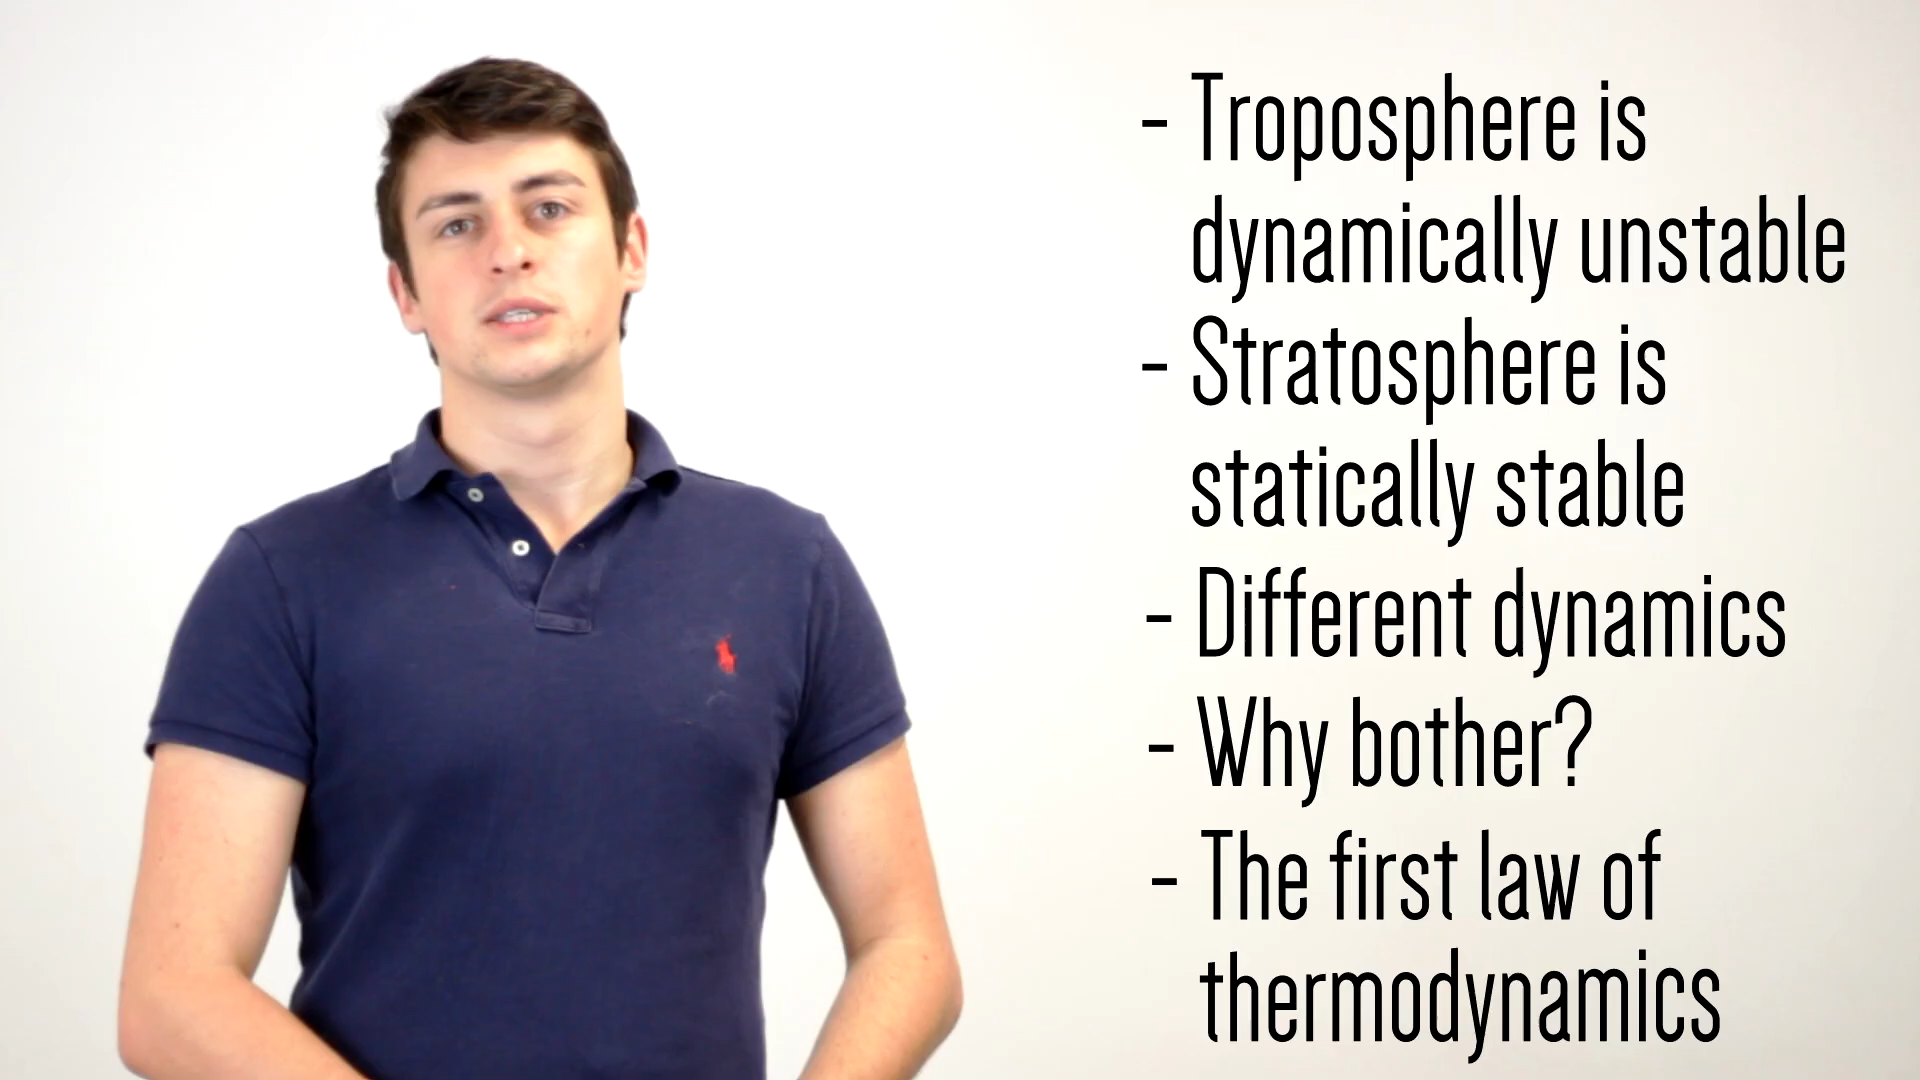 - Troposphere is
dynamically unstable
- Stratosphere is
statically stable
- Different dynamics
- Why bother?
- The first law of
thermodynamics